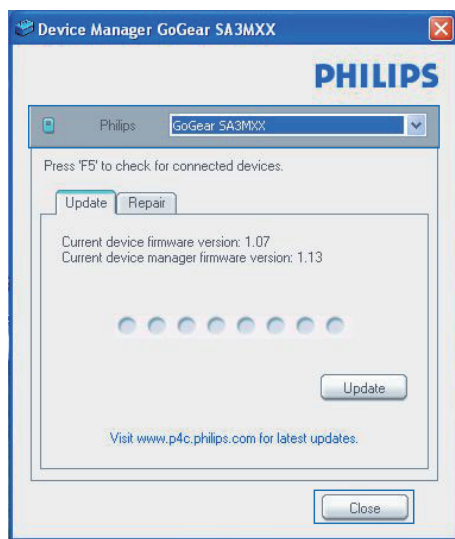 Device Manager GoGear SA3MXX
PHILIPS
Philips GoGear SA3MXX
Press 'F5' to check for connected devices.
Update Repair
Current device firmware version: 1.07
Current device manager firmware version: 1.13
Update
Visit www.p4c.philips.com for latest updates.
Close